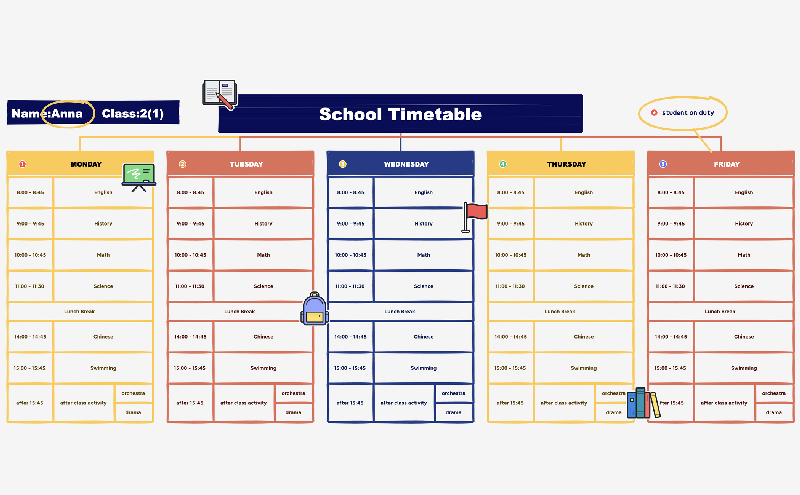 Name:Anna Class:2(1)
School Timetable
student on duty
1 MONDAY
8:00 - 8:45 English
9:00 - 9:45 History
10:00 - 10:45 Math
11:00 - 11:30 Science
Lunch Break
14:00 - 14:45 Chinese
15:00 - 15:45 Swimming
after 15:45 after class activity orchestra
drama
2 TUESDAY
8:00 - 8:45 English
9:00 - 9:45 History
10:00 - 10:45 Math
11:00 - 11:30 Science
Lunch Break
14:00 - 14:45 Chinese
15:00 - 15:45 Swimming
after 15:45 after class activity orchestra
drama
3 WEDNESDAY
8:00 - 8:45 English
9:00 - 9:45 History
10:00 - 10:45 Math
11:00 - 11:30 Science
Lunch Break
14:00 - 14:45 Chinese
15:00 - 15:45 Swimming
after 15:45 after class activity orchestra
drama
4 THURSDAY
8:00 - 8:45 English
9:00 - 9:45 History
10:00 - 10:45 Math
11:00 - 11:30 Science
Lunch Break
14:00 - 14:45 Chinese
15:00 - 15:45 Swimming
after 15:45 after class activity orchestra
drama
5 FRIDAY
8:00 - 8:45 English
9:00 - 9:45 History
10:00 - 10:45 Math
11:00 - 11:30 Science
Lunch Break
14:00 - 14:45 Chinese
15:00 - 15:45 Swimming
after 15:45 after class activity orchestra
drama